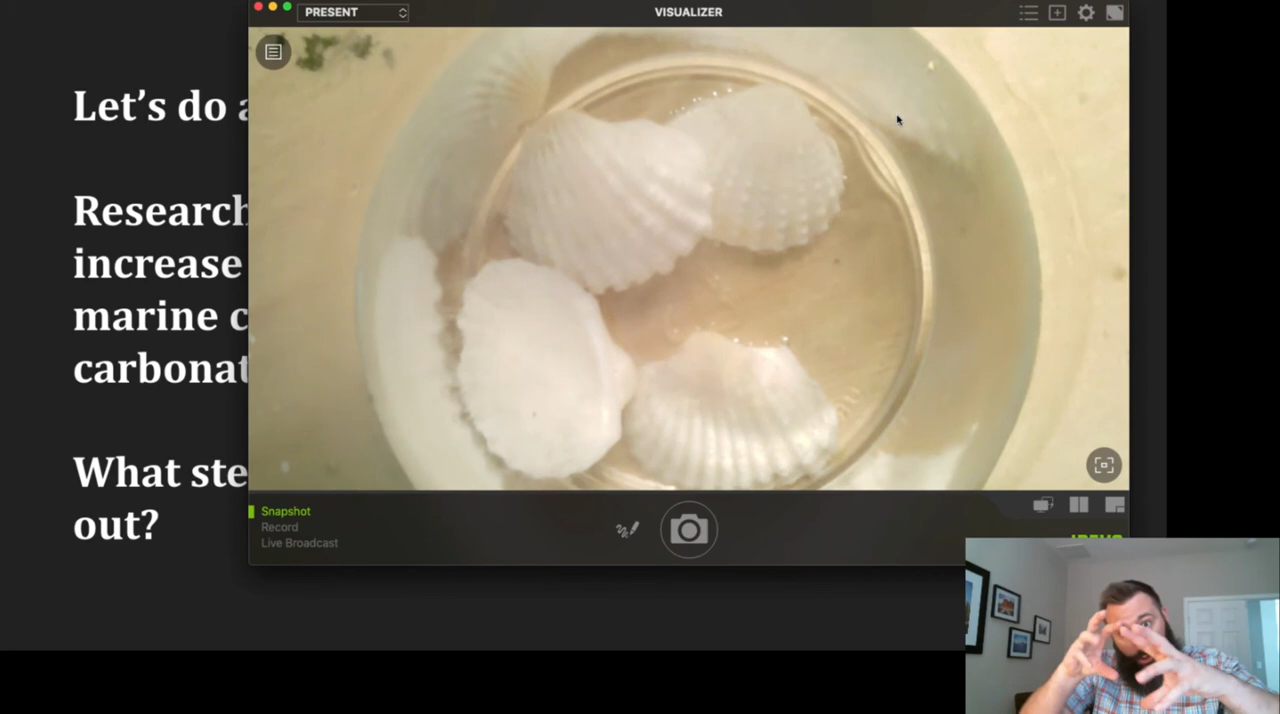 PRESENT
VISUALIZER
Let’s do
Research
increase
marine
carbonat
What ste
out?
Snapshot
Record
Live Broadcast